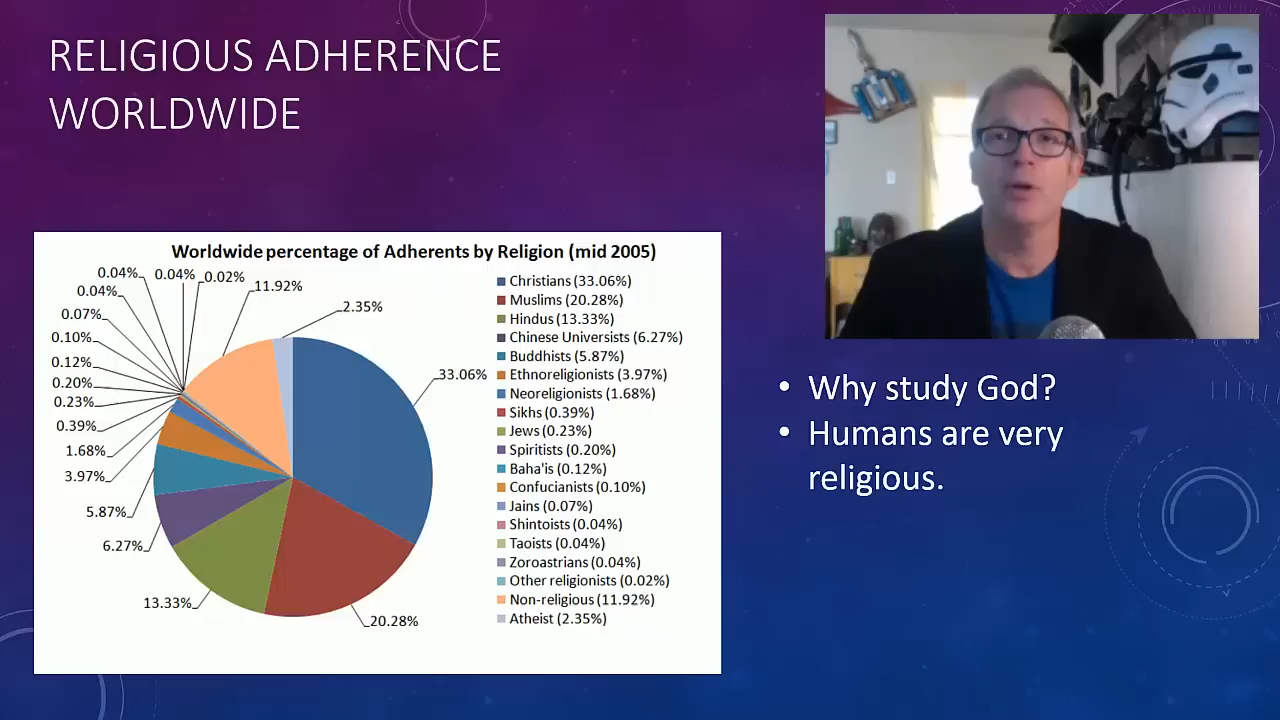 RELIGIOUS ADHERENCE
WORLDWIDE
Worldwide percentage of Adherents by Religion (mid 2005)
0.04%
0.04%
0.02%
11.92%
0.04%
2.35%
0.07%
0.10%
0.12%
0.20%
0.23%
0.39%
1.68%
3.97%
5.87%
6.27%
13.33%
20.28%
33.06%
Christians (33.06%)
Muslims (20.28%)
Hindus (13.33%)
Chinese Universists (6.27%)
Buddhists (5.87%)
Ethnoreligionists (3.97%)
Neoreligionists (1.68%)
Sikhs (0.39%)
Jews (0.23%)
Spiritists (0.20%)
Baha'is (0.12%)
Confucianists (0.10%)
Jains (0.07%)
Shintoists (0.04%)
Taoists (0.04%)
Zoroastrians (0.04%)
Other religionists (0.02%)
Non-religious (11.92%)
Atheist (2.35%)
• Why study God?
• Humans are very
religious.